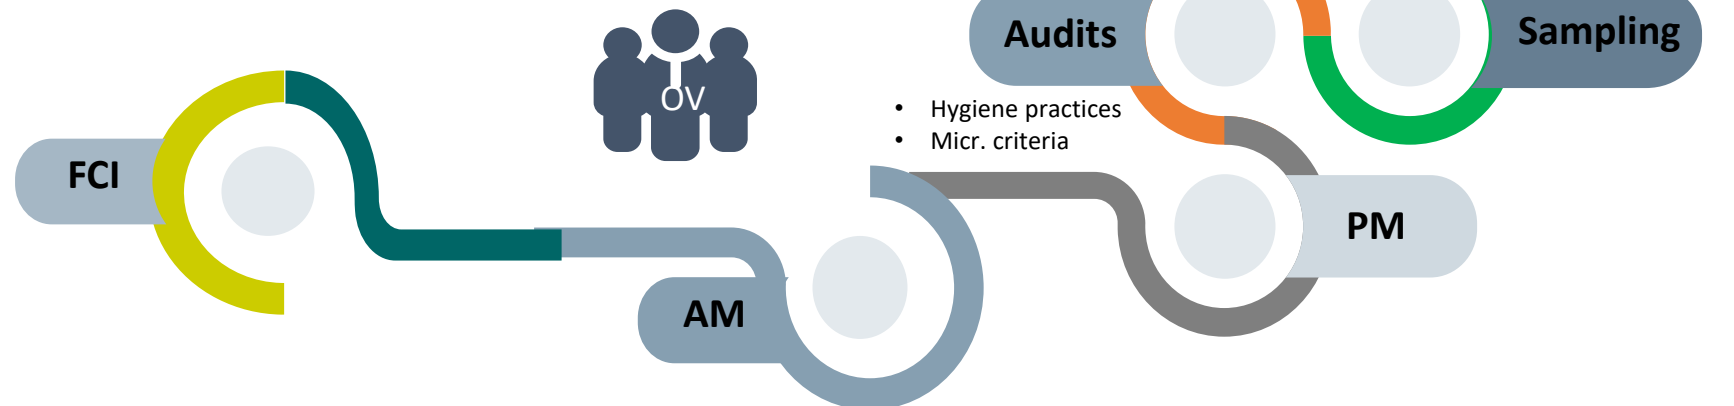 Audits
Sampling
OV
• Hygiene practices
• Micr. criteria
FCI
PM
AM